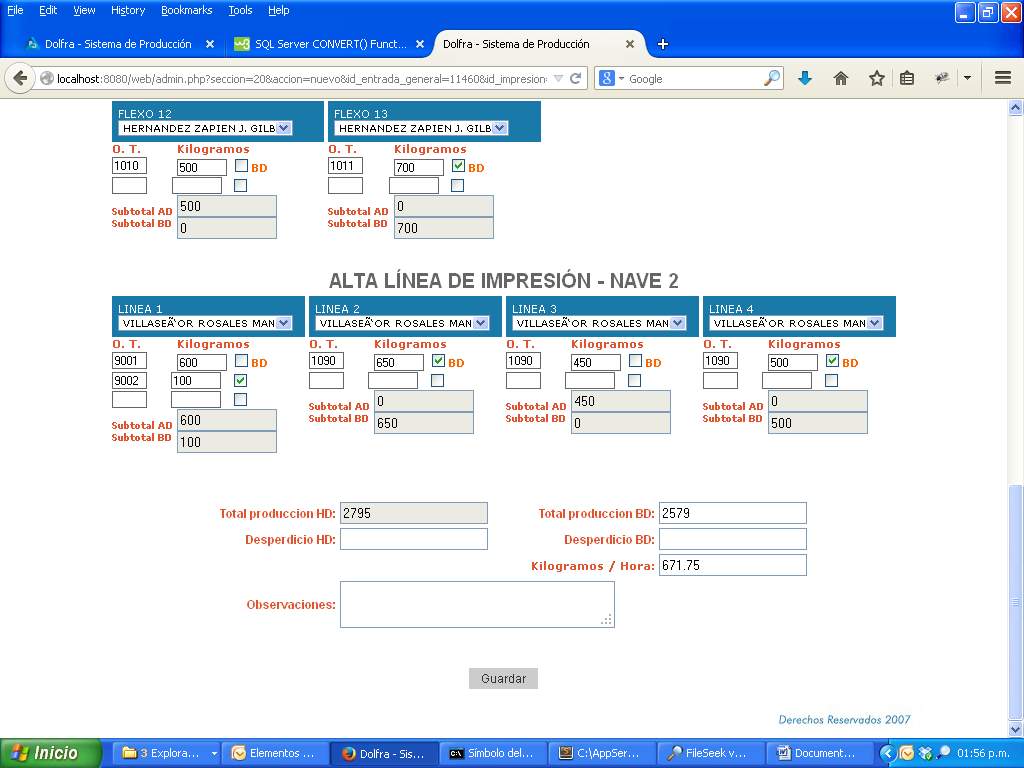 File Edit View History Bookmarks Tools Help
Dolfra - Sistema de Producción
SQL Server CONVERT() Funct...
Dolfra - Sistema de Producción
localhost:8080/web/admin.php?seccion=20&accion=nuevo&id_entrada_general=11460&id_impresion=
Google
FLEXO 12 FLEXO 13
HERNANDEZ ZAPIEN J. GILB HERNANDEZ ZAPIEN J. GILB
O. T. Kilogramos O. T. Kilogramos
1010 500 BD 1011 700 BD
Subtotal AD 500 Subtotal AD 0
Subtotal BD 0 Subtotal BD 700
ALTA LÍNEA DE IMPRESIÓN - NAVE 2
LINEA 1 LINEA 2 LINEA 3 LINEA 4
VILLASEÃ‘OR ROSALES MAN VILLASEÃ‘OR ROSALES MAN VILLASEÃ‘OR ROSALES MAN VILLASEÃ‘OR ROSALES MAN
O. T. Kilogramos O. T. Kilogramos O. T. Kilogramos O. T. Kilogramos
9001 600 BD 1090 650 BD 1090 450 BD 1090 500 BD
9002 100
Subtotal AD 600 Subtotal AD 0 Subtotal AD 450 Subtotal AD 0
Subtotal BD 100 Subtotal BD 650 Subtotal BD 0 Subtotal BD 500
Total produccion HD: 2795 Total produccion BD: 2579
Desperdicio HD: Desperdicio BD:
Kilogramos / Hora: 671.75
Observaciones:
Guardar
Derechos Reservados 2007
Inicio 3 Explora... Elementos ... Dolfra - Sis... Símbolo del... C:\AppSer... FileSeek v... Document... 01:56 p.m.